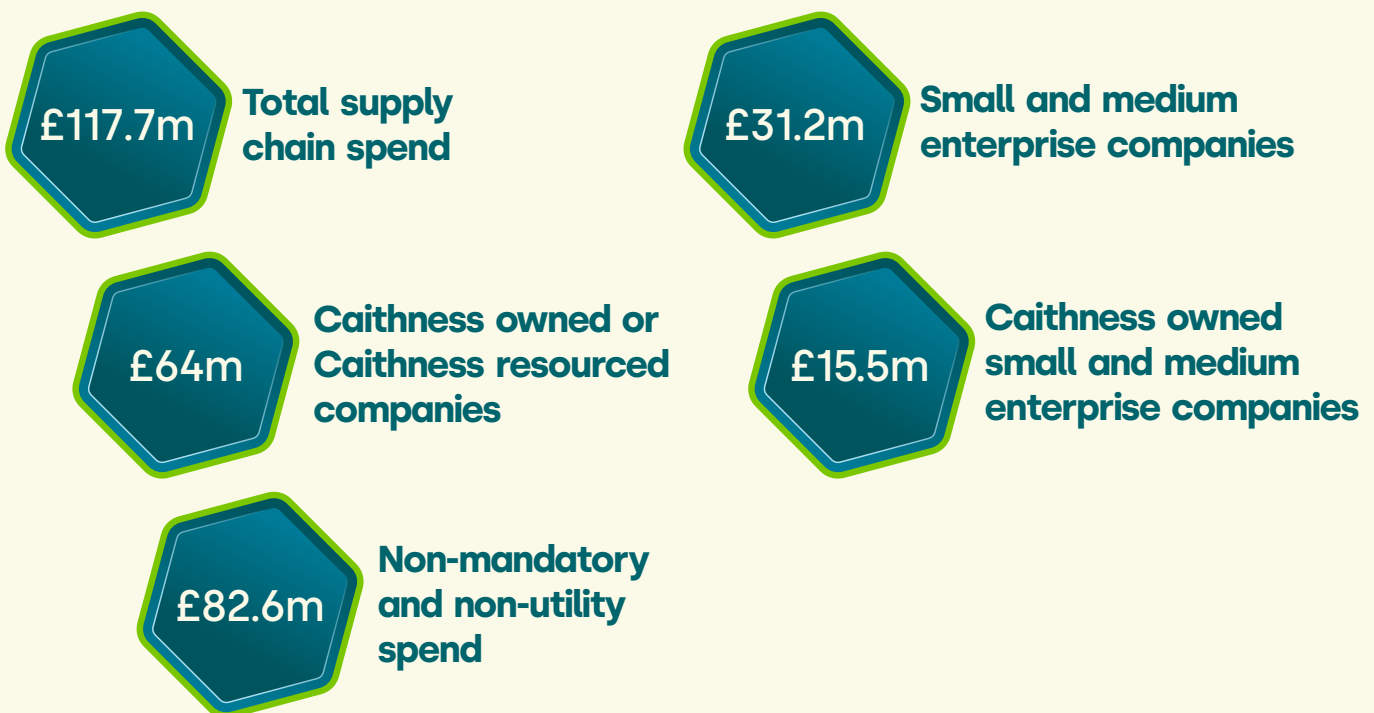 £117.7m
Total supply
chain spend
£31.2m
Small and medium
enterprise companies
£64m
Caithness owned or
Caithness resourced
companies
£15.5m
Caithness owned
small and medium
enterprise companies
£82.6m
Non-mandatory
and non-utility
spend